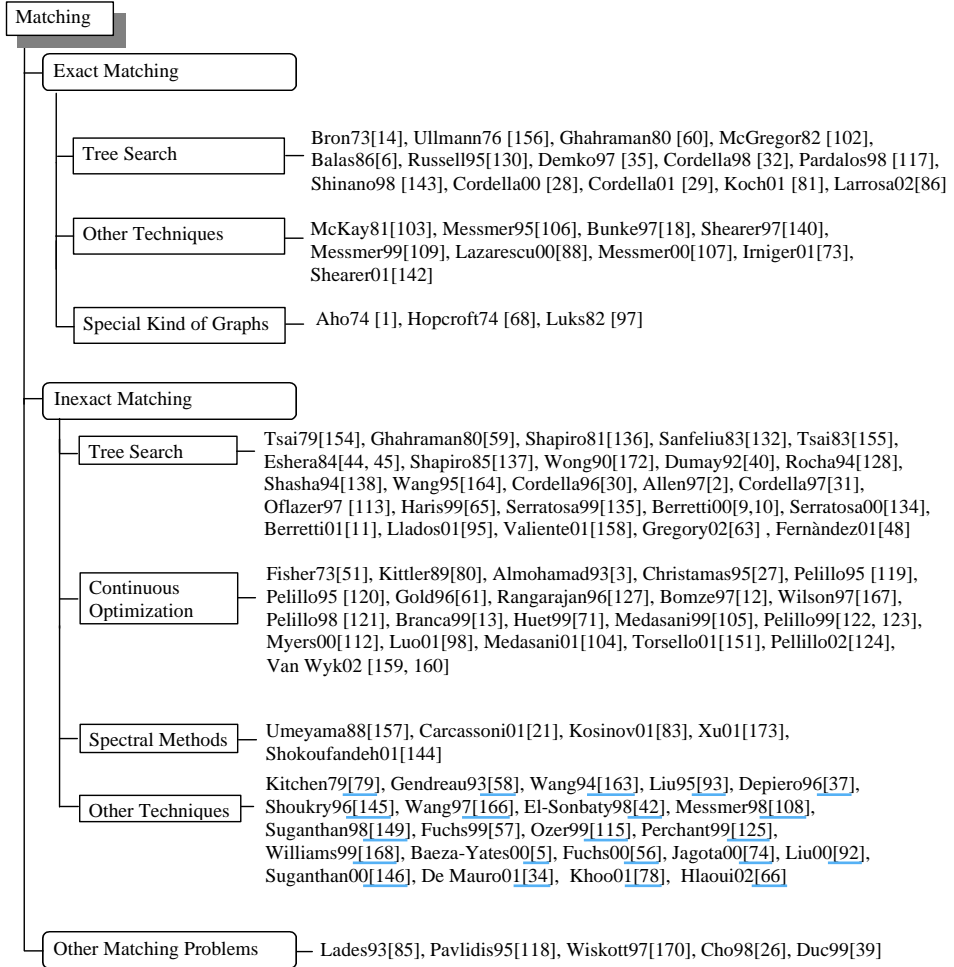 Matching
Exact Matching
Tree Search
Bron73[14], Ullmann76 [156], Ghahraman80 [60], McGregor82 [102],
Balas86[6], Russell95[130], Demko97 [35], Cordella98 [32], Pardalos98 [117],
Shinano98 [143], Cordella00 [28], Cordella01 [29], Koch01 [81], Larrosa02[86]
Other Techniques
McKay81[103], Messmer95[106], Bunke97[18], Shearer97[140],
Messmer99[109], Lazarescu00[88], Messmer00[107], Irniger01[73],
Shearer01[142]
Special Kind of Graphs
Aho74 [1], Hopcroft74 [68], Luks82 [97]
Inexact Matching
Tree Search
Tsai79[154], Ghahraman80[59], Shapiro81[136], Sanfeliu83[132], Tsai83[155],
Eshera84[44, 45], Shapiro85[137], Wong90[172], Dumay92[40], Rocha94[128],
Shasha94[138], Wang95[164], Cordella96[30], Allen97[2], Cordella97[31],
Oflazer97 [113], Haris99[65], Serratosa99[135], Berretti00[9,10], Serratosa00[134],
Berretti01[11], Llados01[95], Valiente01[158], Gregory02[63] , Fernàndez01[48]
Continuous
Optimization
Fisher73[51], Kittler89[80], Almohamad93[3], Christamas95[27], Pelillo95 [119],
Pelillo95 [120], Gold96[61], Rangarajan96[127], Bomze97[12], Wilson97[167],
Pelillo98 [121], Branca99[13], Huet99[71], Medasani99[105], Pelillo99[122, 123],
Myers00[112], Luo01[98], Medasani01[104], Torsello01[151], Pellillo02[124],
Van Wyk02 [159, 160]
Spectral Methods
Umeyama88[157], Carcassoni01[21], Kosinov01[83], Xu01[173],
Shokoufandeh01[144]
Other Techniques
Kitchen79[79], Gendreau93[58], Wang94[163], Liu95[93], Depiero96[37],
Shoukry96[145], Wang97[166], El-Sonbaty98[42], Messmer98[108],
Suganthan98[149], Fuchs99[57], Ozer99[115], Perchant99[125],
Williams99[168], Baeza-Yates00[5], Fuchs00[56], Jagota00[74], Liu00[92],
Suganthan00[146], De Mauro01[34], Khoo01[78], Hlaoui02[66]
Other Matching Problems
Lades93[85], Pavlidis95[118], Wiskott97[170], Cho98[26], Duc99[39]